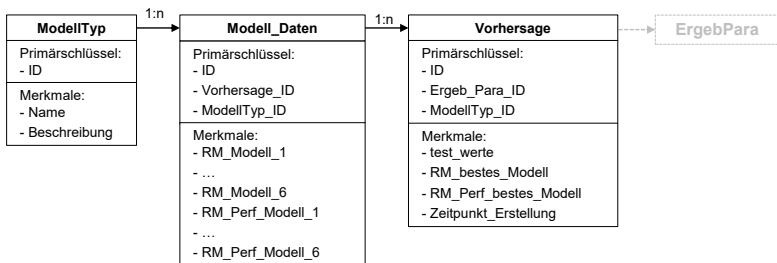 1:n
1:n
ModellTyp
Primärschlüssel:
- ID
Merkmale:
- Name
- Beschreibung
Modell_Daten
Primärschlüssel:
- ID
- Vorhersage_ID
- ModellTyp_ID
Merkmale:
- RM_Modell_1
- ...
- RM_Modell_6
- RM_Perf_Modell_1
- ...
- RM_Perf_Modell_6
Vorhersage
Primärschlüssel:
- ID
- Ergeb_Para_ID
- ModellTyp_ID
Merkmale:
- test_werte
- RM_bestes_Modell
- RM_Perf_bestes_Modell
- Zeitpunkt_Erstellung
ErgebPara